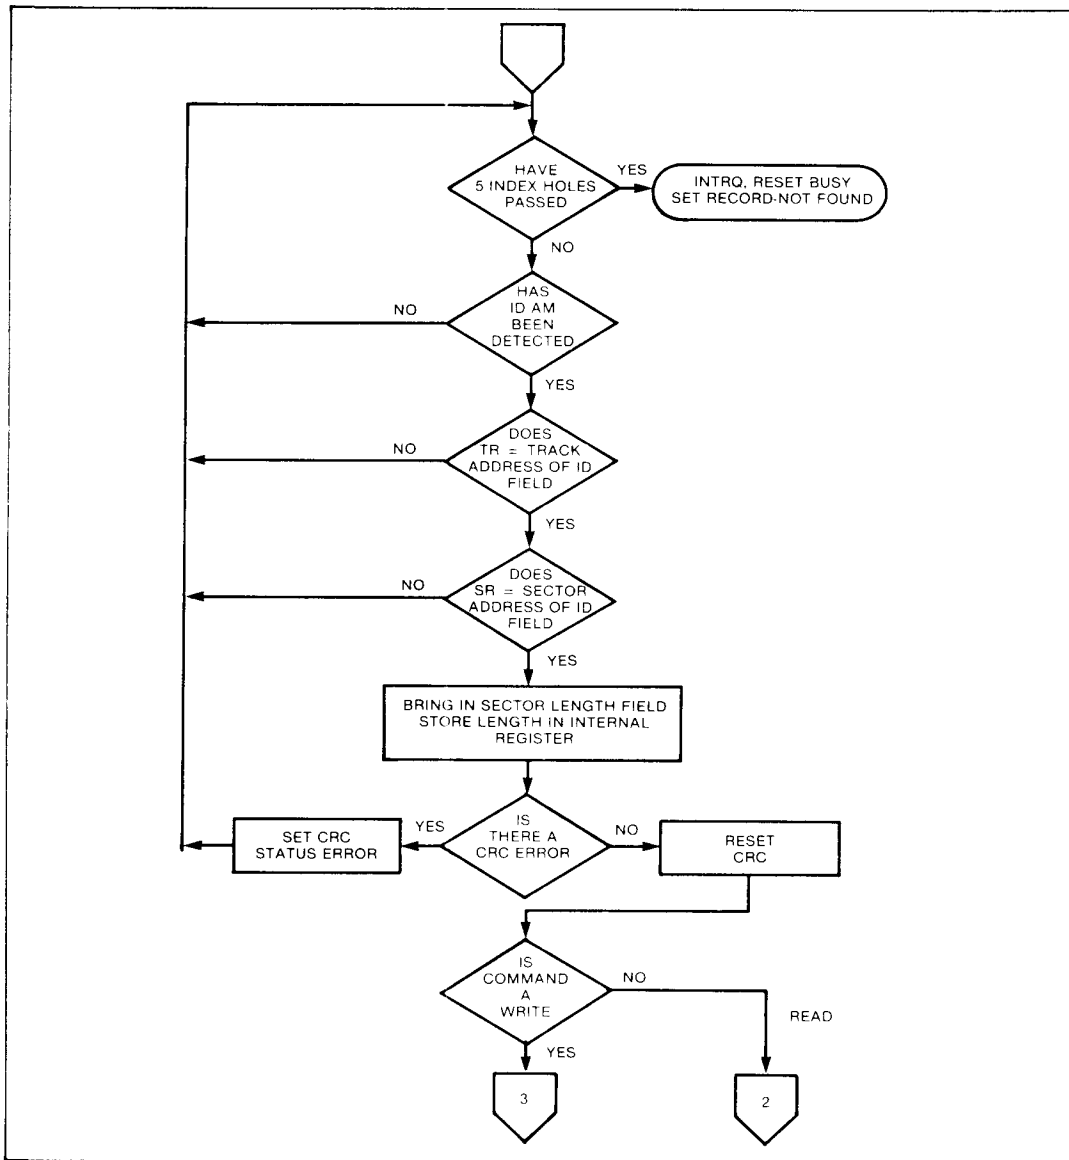 HAVE
5 INDEX HOLES
PASSED
YES
INTRQ, RESET BUSY
SET RECORD-NOT FOUND
NO
HAS
ID AM
BEEN
DETECTED
NO
YES
DOES
TR = TRACK
ADDRESS OF ID
FIELD
NO
YES
DOES
SR = SECTOR
ADDRESS OF ID
FIELD
NO
YES
BRING IN SECTOR LENGTH FIELD
STORE LENGTH IN INTERNAL
REGISTER
SET CRC
STATUS ERROR
YES
IS
THERE A
CRC ERROR
NO
RESET
CRC
IS
COMMAND
A
WRITE
NO
READ
YES
3
2